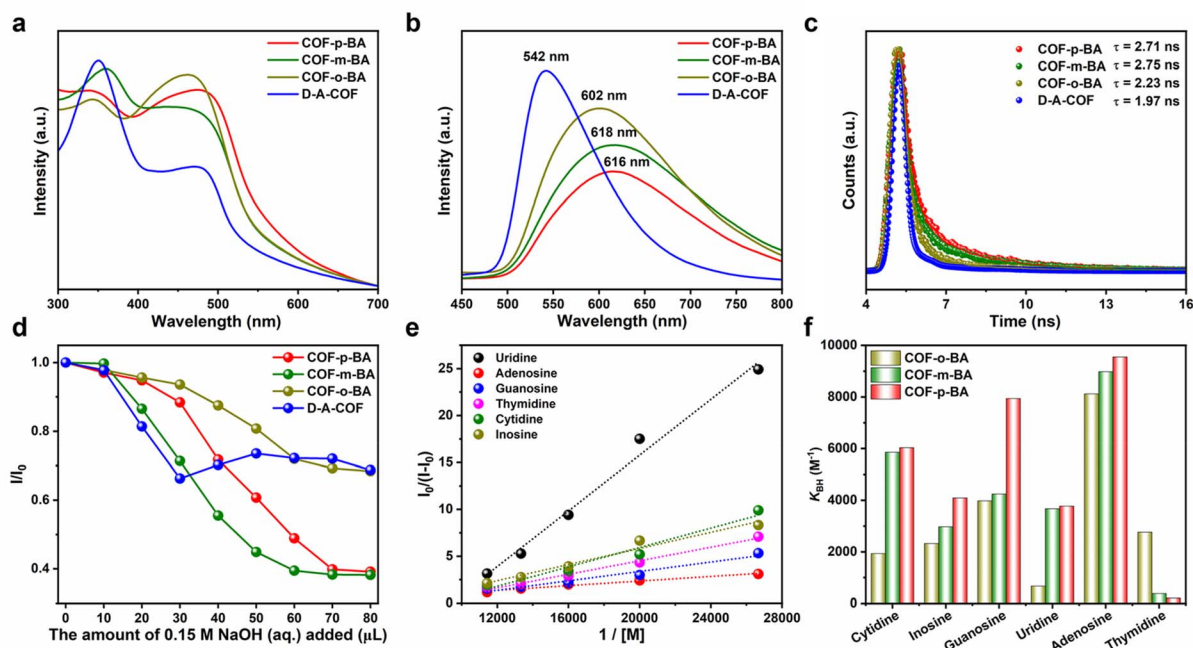 a
Intensity (a.u.)
COF-p-BA
COF-m-BA
COF-o-BA
D-A-COF
300 400 500 600 700
Wavelength (nm)
b
Intensity (a.u.)
542 nm
602 nm
618 nm
616 nm
COF-p-BA
COF-m-BA
COF-o-BA
D-A-COF
450 500 550 600 650 700 750 800
Wavelength (nm)
c
Counts (a.u.)
COF-p-BA τ = 2.71 ns
COF-m-BA τ = 2.75 ns
COF-o-BA τ = 2.23 ns
D-A-COF τ = 1.97 ns
4 7 10 13 16
Time (ns)
d
I/I₀
1.0
0.8
0.6
0.4
COF-p-BA
COF-m-BA
COF-o-BA
D-A-COF
0 10 20 30 40 50 60 70 80
The amount of 0.15 M NaOH (aq.) added (μL)
e
I₀/(I-I₀)
25
20
15
10
5
0
Uridine
Adenosine
Guanosine
Thymidine
Cytidine
Inosine
12000 16000 20000 24000 28000
1 / [M]
f
K_BH (M⁻¹)
10000
8000
6000
4000
2000
0
COF-o-BA
COF-m-BA
COF-p-BA
Cytidine
Inosine
Guanosine
Uridine
Adenosine
Thymidine